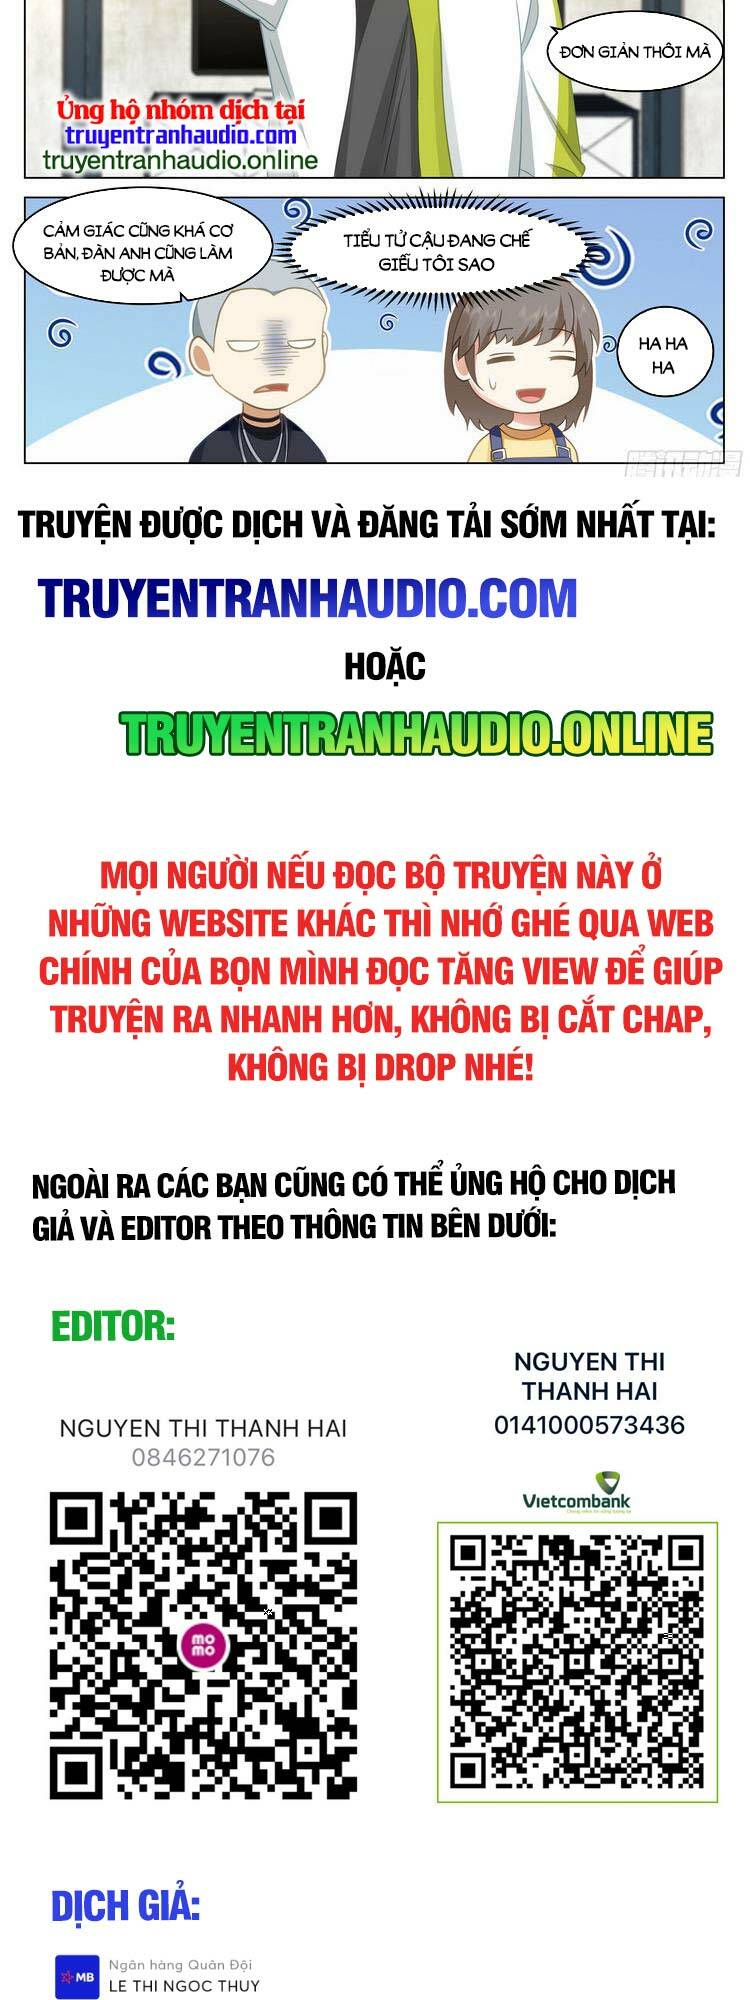 ĐƠN GIẢN THÔI MÀ
Ủng hộ nhóm dịch tại
truyentranhaudio.com
truyentranhaudio.online
CẢM GIÁC CŨNG KHÁ CƠ
BẢN, ĐÀN ANH CŨNG LÀM
ĐƯỢC MÀ
TIỂU TỬ CẬU ĐANG CHẾ
GIỄU TÔI SAO
HA HA
HA
TRUYỆN ĐƯỢC DỊCH VÀ ĐĂNG TẢI SỚM NHẤT TẠI:
TRUYENTRANHAUDIO.COM
HOẶC
TRUYENTRANHAUDIO.ONLINE
MỌI NGƯỜI NẾU ĐỌC BỘ TRUYỆN NÀY Ở
NHỮNG WEBSITE KHÁC THÌ NHỚ GHÉ QUA WEB
CHÍNH CỦA BỌN MÌNH ĐỌC TĂNG VIEW ĐỂ GIÚP
TRUYỆN RA NHANH HƠN, KHÔNG BỊ CẮT CHAP,
KHÔNG BỊ DROP NHÉ!
NGOÀI RA CÁC BẠN CŨNG CÓ THỂ ỦNG HỘ CHO DỊCH
GIẢ VÀ EDITOR THEO THÔNG TIN BÊN DƯỚI:
EDITOR:
NGUYEN THI THANH HAI
0846271076
mo
mo
NGUYEN THI
THANH HAI
0141000573436
Vietcombank
DỊCH GIẢ:
MB
Ngân hàng Quân Đội
LE THI NGOC THUY